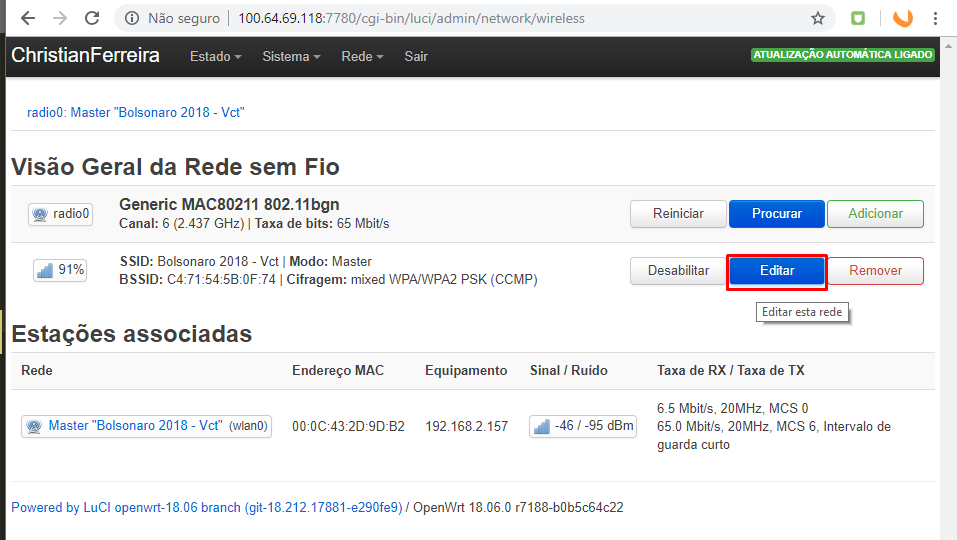 Não seguro | 100.64.69.118:7780/cgi-bin/luci/admin/network/wireless
ChristianFerreira Estado Sistema Rede Sair ATUALIZAÇÃO AUTOMÁTICA LIGADO
radio0: Master "Bolsonaro 2018 - Vct"
Visão Geral da Rede sem Fio
radio0 Generic MAC80211 802.11bgn
Canal: 6 (2.437 GHz) | Taxa de bits: 65 Mbit/s
Reiniciar Procurar Adicionar
91% SSID: Bolsonaro 2018 - Vct | Modo: Master
BSSID: C4:71:54:5B:0F:74 | Cifragem: mixed WPA/WPA2 PSK (CCMP)
Desabilitar Editar Remover
Editar esta rede
Estações associadas
Rede Endereço MAC Equipamento Sinal / Ruído Taxa de RX / Taxa de TX
Master "Bolsonaro 2018 - Vct" (wlan0) 00:0C:43:2D:9D:B2 192.168.2.157 -46 / -95 dBm
6.5 Mbit/s, 20MHz, MCS 0
65.0 Mbit/s, 20MHz, MCS 6, Intervalo de
guarda curto
Powered by LuCI openwrt-18.06 branch (git-18.212.17881-e290fe9) / OpenWrt 18.06.0 r7188-b0b5c64c22